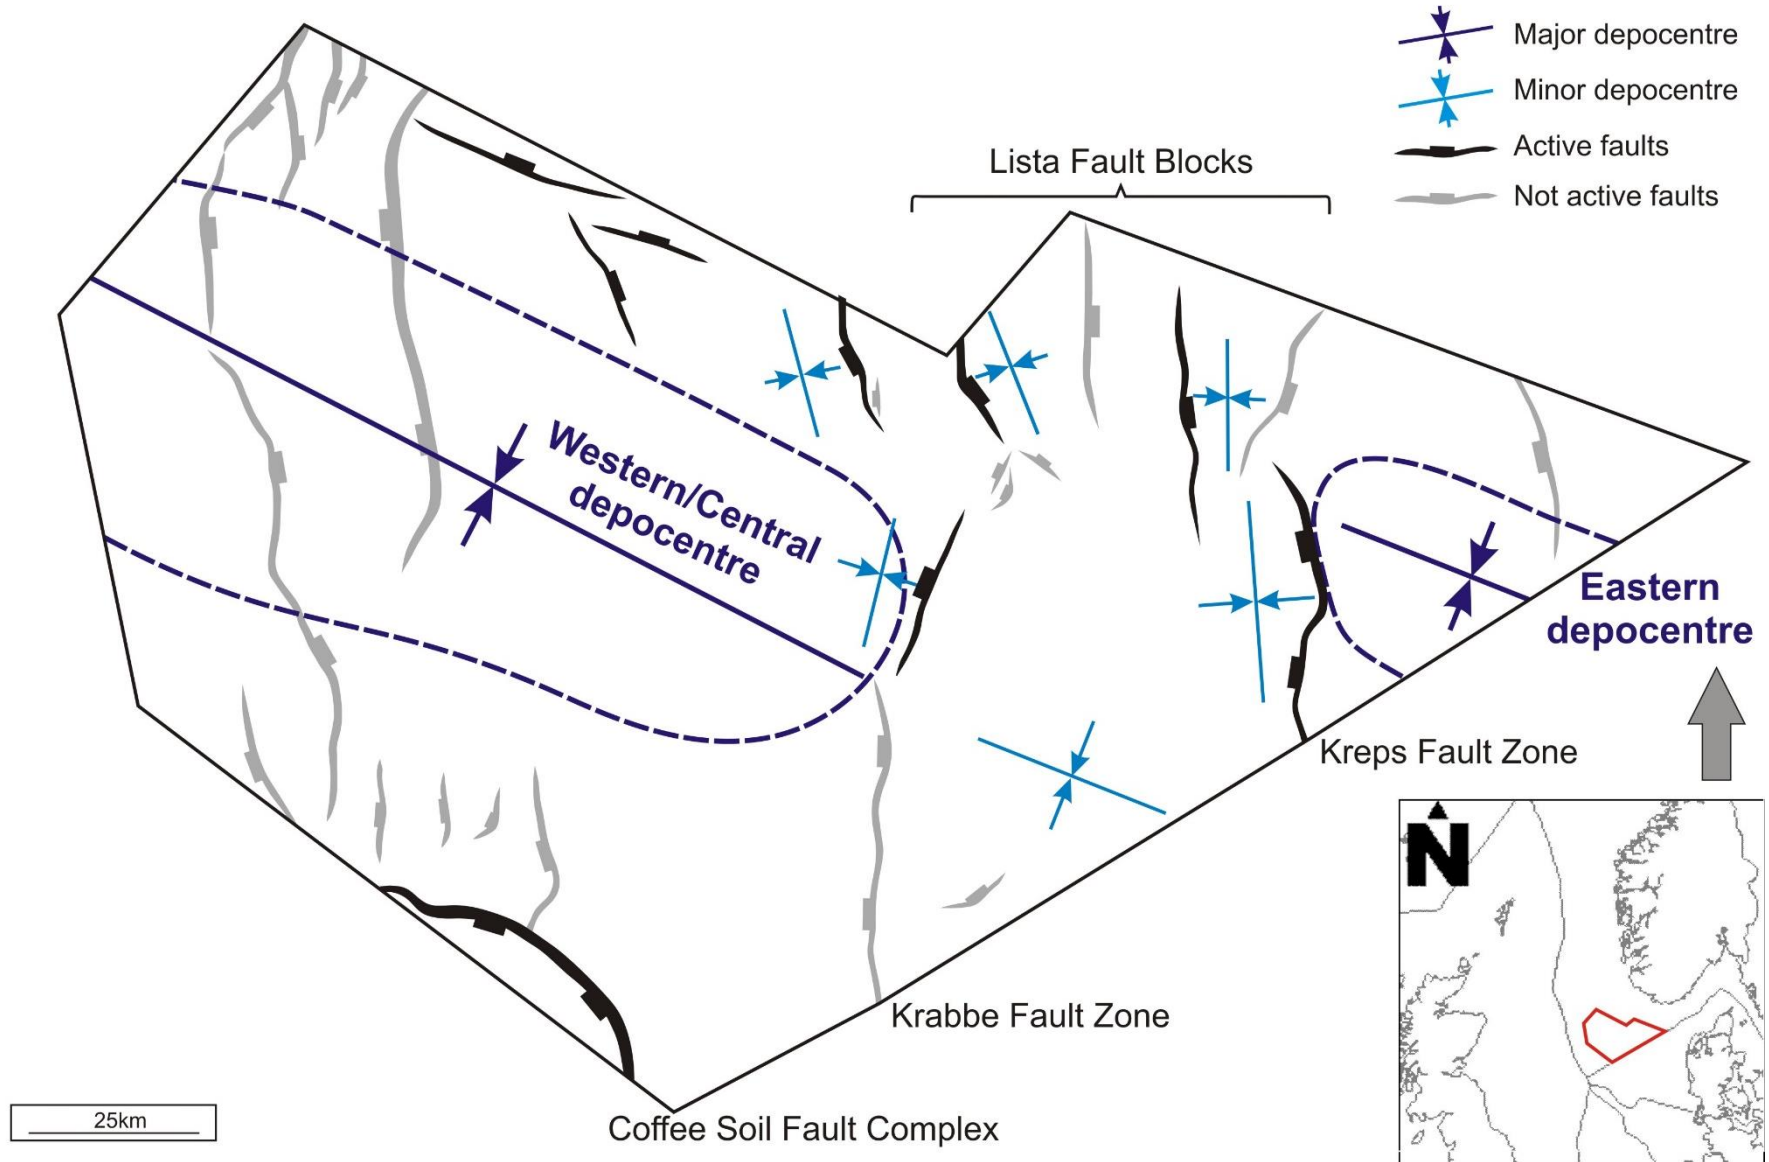 Major depocentre
Minor depocentre
Active faults
Not active faults
Lista Fault Blocks
Western/Central
depocentre
Eastern
depocentre
Kreps Fault Zone
N
Krabbe Fault Zone
25km
Coffee Soil Fault Complex